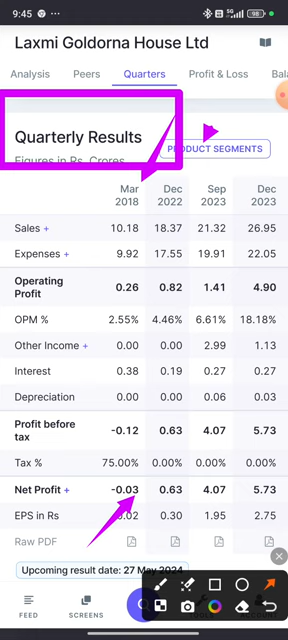 9:45 5G 98
Laxmi Goldorna House Ltd
Analysis Peers Quarters Profit & Loss Bala
Quarterly Results
Figures in Rs. Crores
PRODUCT SEGMENTS
Mar 2018 Dec 2022 Sep 2023 Dec 2023
Sales + 10.18 18.37 21.32 26.95
Expenses + 9.92 17.55 19.91 22.05
Operating Profit 0.26 0.82 1.41 4.90
OPM % 2.55% 4.46% 6.61% 18.18%
Other Income + 0.00 0.00 2.99 1.13
Interest 0.38 0.19 0.27 0.27
Depreciation 0.00 0.00 0.06 0.03
Profit before tax -0.12 0.63 4.07 5.73
Tax % 75.00% 0.00% 0.00% 0.00%
Net Profit + -0.03 0.63 4.07 5.73
EPS in Rs 0.02 0.30 1.95 2.75
Raw PDF
Upcoming result date: 27 May 2024
FEED SCREENS TOOLS ACCOUNT